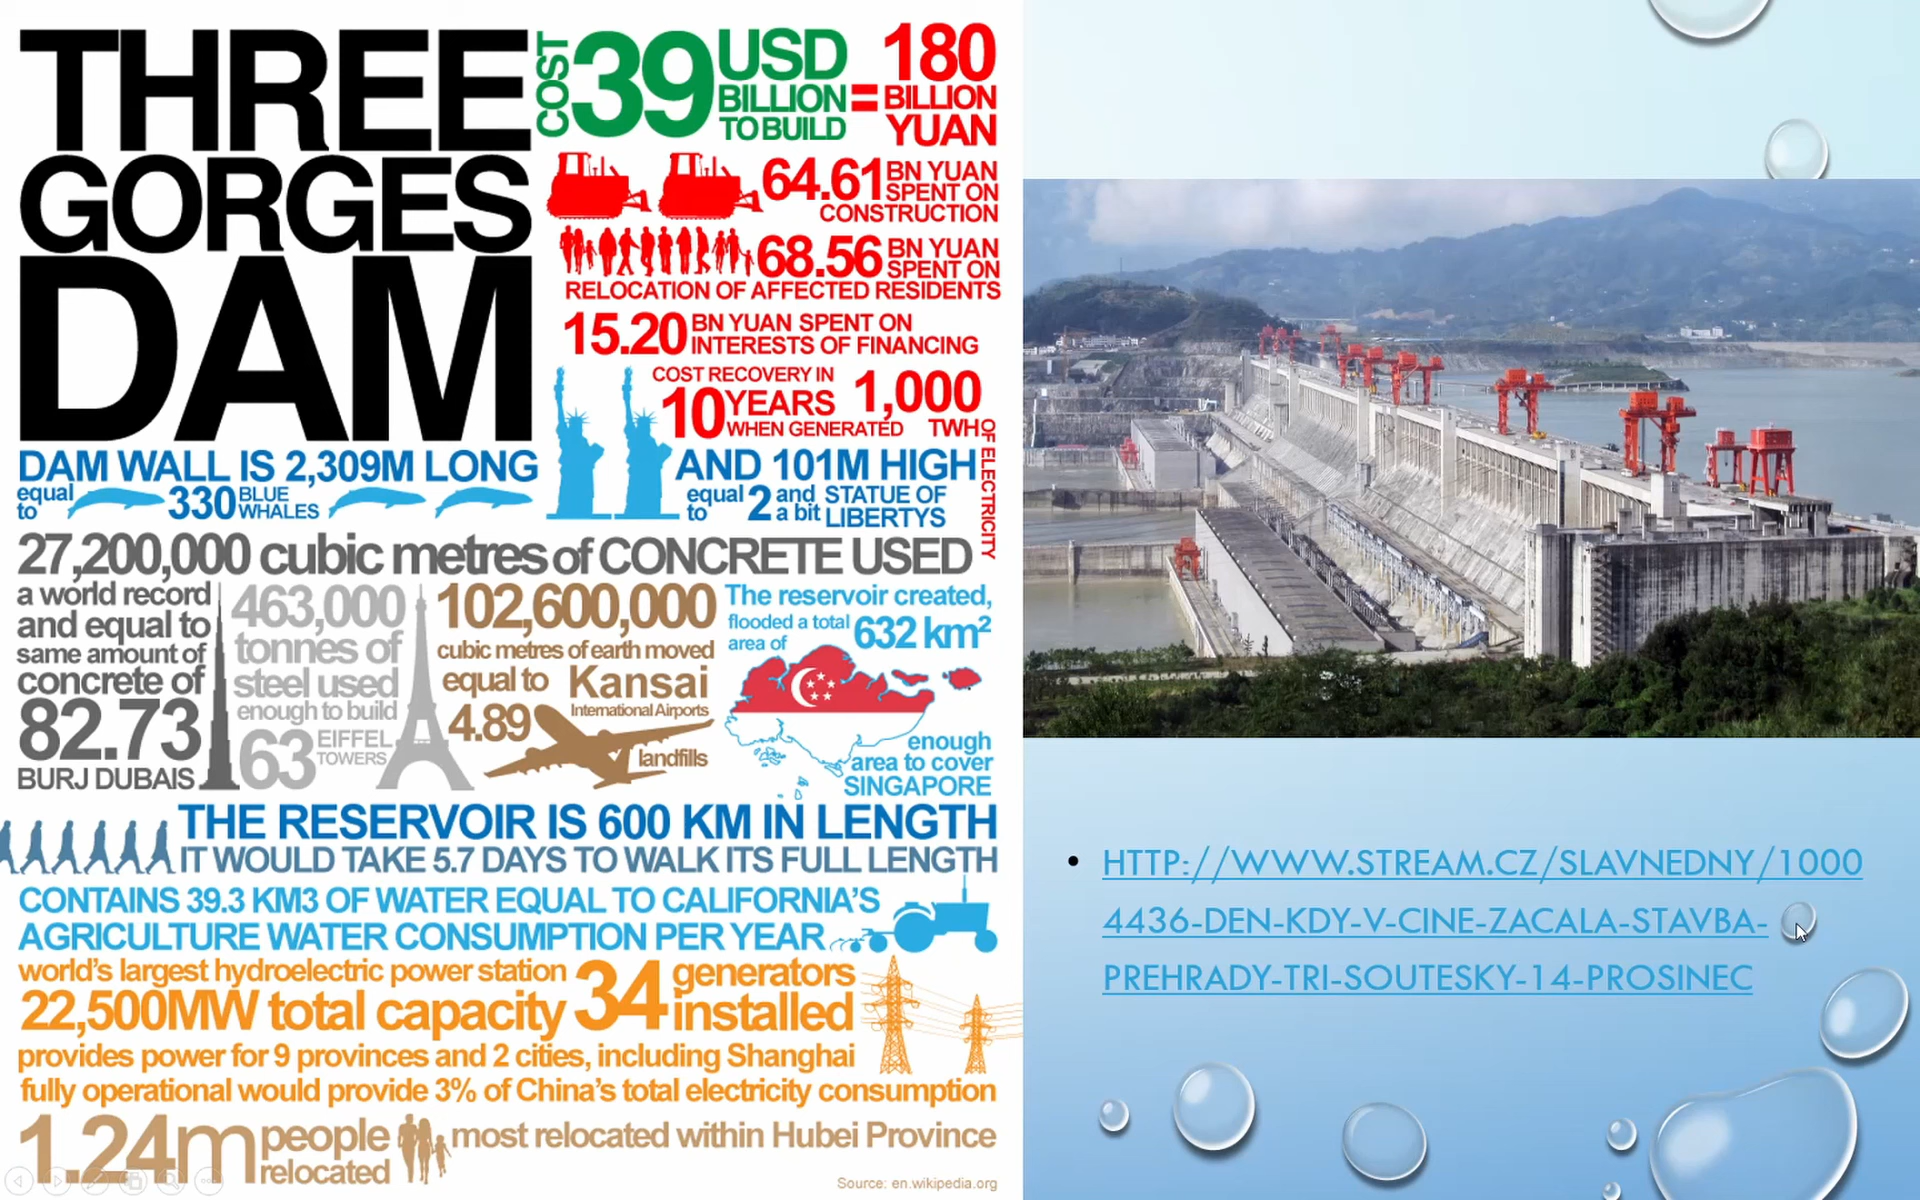 THREE
GORGES
DAM
COST 39 USD
BILLION
TO BUILD
= 180
BILLION
YUAN
64.61 BN YUAN
SPENT ON
CONSTRUCTION
68.56 BN YUAN
SPENT ON
RELOCATION OF AFFECTED RESIDENTS
15.20 BN YUAN SPENT ON
INTERESTS OF FINANCING
COST RECOVERY IN
10 YEARS
WHEN GENERATED
1,000
TWH
OF ELECTRICITY
DAM WALL IS 2,309M LONG
equal to 330 BLUE WHALES
AND 101M HIGH
equal to 2 and a bit STATUE OF LIBERTYS
27,200,000 cubic metres of CONCRETE USED
a world record
and equal to
same amount of
concrete of
82.73
BURJ DUBAIS
463,000
tonnes of
steel used
enough to build
63 EIFFEL TOWERS
102,600,000
cubic metres of earth moved
equal to Kansai
4.89 International Airports
landfills
The reservoir created,
flooded a total
area of 632 km²
enough
area to cover
SINGAPORE
THE RESERVOIR IS 600 KM IN LENGTH
IT WOULD TAKE 5.7 DAYS TO WALK ITS FULL LENGTH
CONTAINS 39.3 KM3 OF WATER EQUAL TO CALIFORNIA'S
AGRICULTURE WATER CONSUMPTION PER YEAR
world's largest hydroelectric power station
22,500MW total capacity
34 generators
installed
provides power for 9 provinces and 2 cities, including Shanghai
fully operational would provide 3% of China's total electricity consumption
1.24m people
relocated
most relocated within Hubei Province
Source: en.wikipedia.org
• HTTP://WWW.STREAM.CZ/SLAVNEDNY/1000
4436-DEN-KDY-V-CINE-ZACALA-STAVBA-
PREHRADY-TRI-SOUTESKY-14-PROSINEC